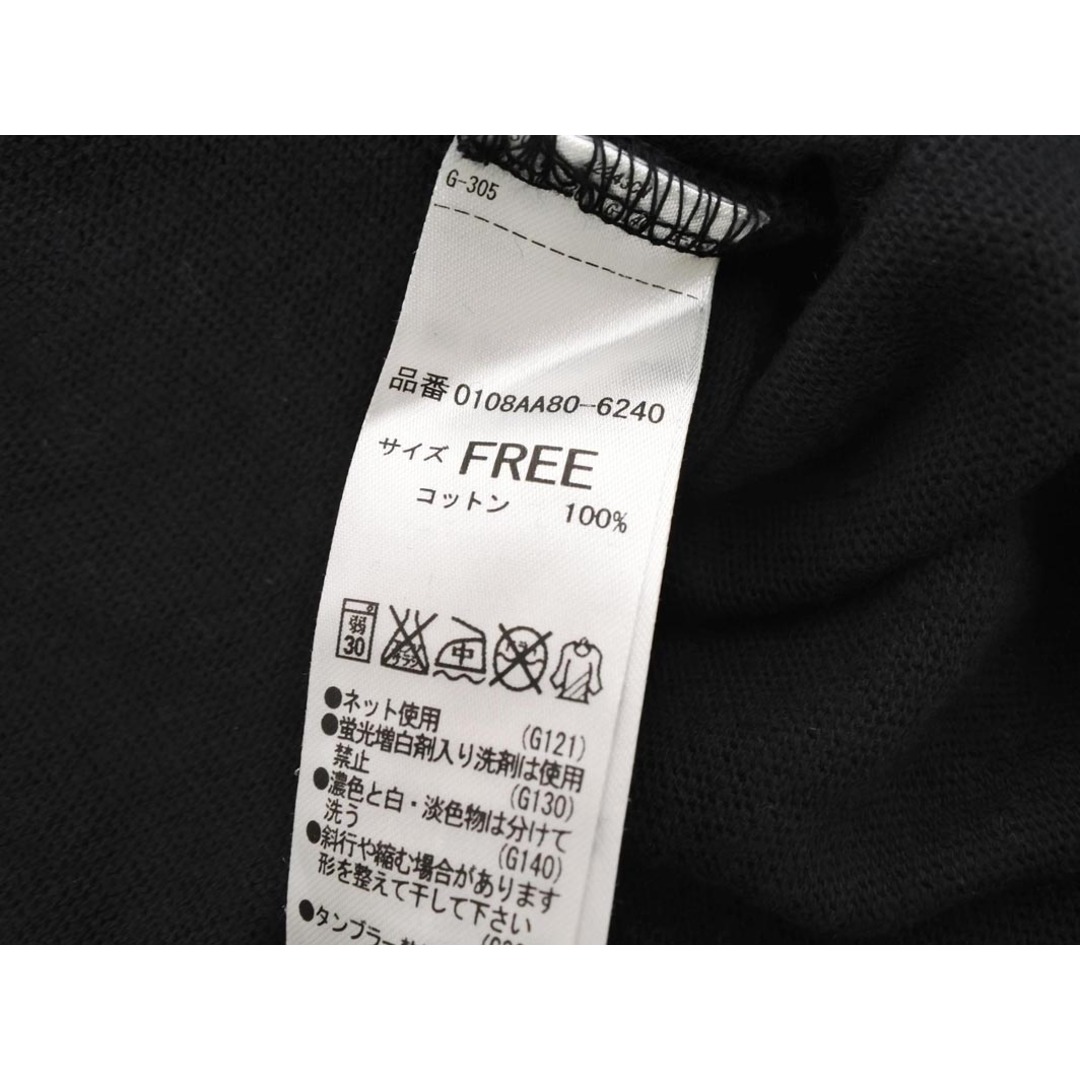 G-305
品番 0108AA80-6240
サイズ FREE
コットン 100%
弱
30
中
●ネット使用 (G121)
●蛍光増白剤入り洗剤は使用
禁止 (G130)
●濃色と白・淡色物は分けて
洗う (G140)
●斜行や縮む場合があります
形を整えて干して下さい
●タンブラー